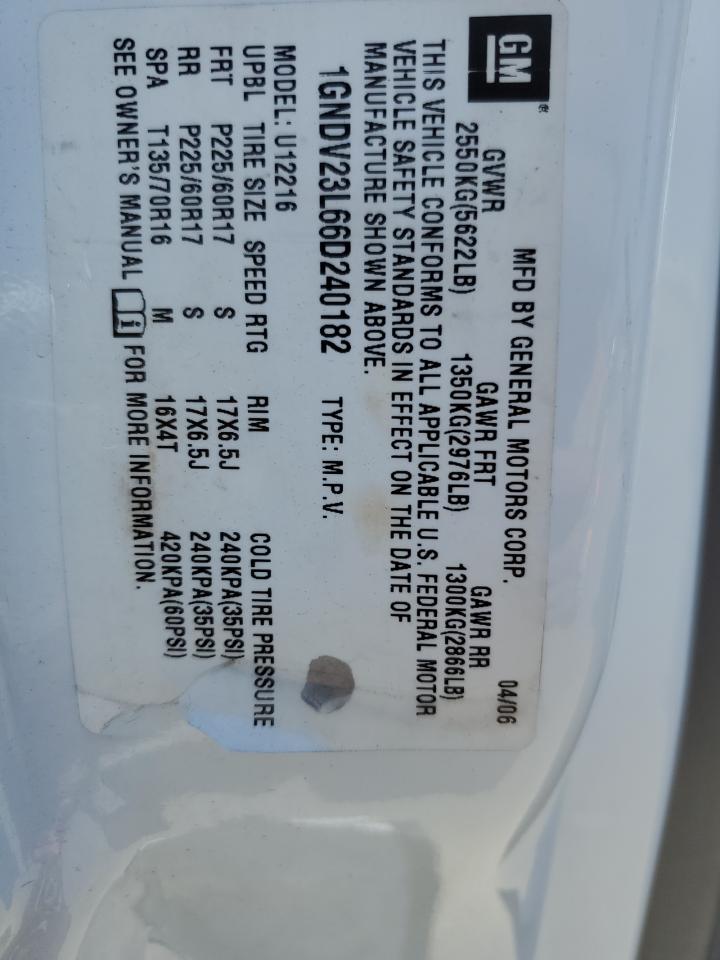 GM
MFD BY GENERAL MOTORS CORP. 04/06
GVWR GAWR FRT GAWR RR
2550KG(5622LB) 1350KG(2976LB) 1300KG(2866LB)
THIS VEHICLE CONFORMS TO ALL APPLICABLE U.S. FEDERAL MOTOR
VEHICLE SAFETY STANDARDS IN EFFECT ON THE DATE OF
MANUFACTURE SHOWN ABOVE.
1GNDV23L66D240182 TYPE: M.P.V.
MODEL: U12216
UPBL TIRE SIZE SPEED RTG RIM COLD TIRE PRESSURE
FRT P225/60R17 S 17X6.5J 240KPA(35PSI)
RR P225/60R17 S 17X6.5J 240KPA(35PSI)
SPA T135/70R16 M 16X4T 420KPA(60PSI)
SEE OWNER'S MANUAL i FOR MORE INFORMATION.